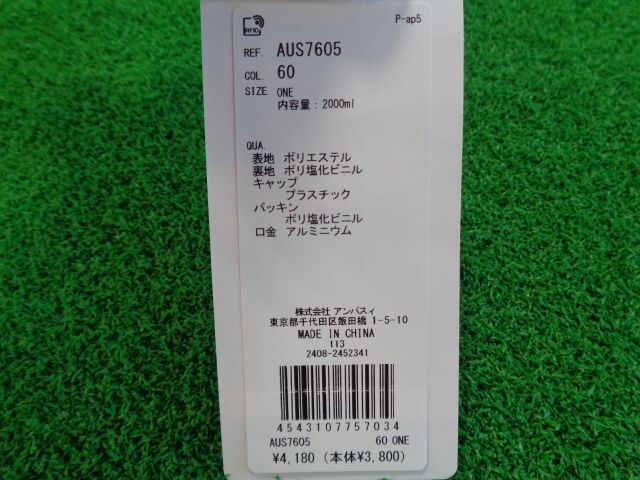 RFID
P-ap5
REF. AUS7605
COL. 60
SIZE ONE
内容量：2000ml
QUA.
表地 ポリエステル
裏地 ポリ塩化ビニル
キャップ
プラスチック
パッキン
ポリ塩化ビニル
口金 アルミニウム
株式会社 アンパスィ
東京都千代田区飯田橋 1-5-10
MADE IN CHINA
113
2408-2452341
4543107757034
AUS7605 60 ONE
¥4,180 (本体¥3,800)